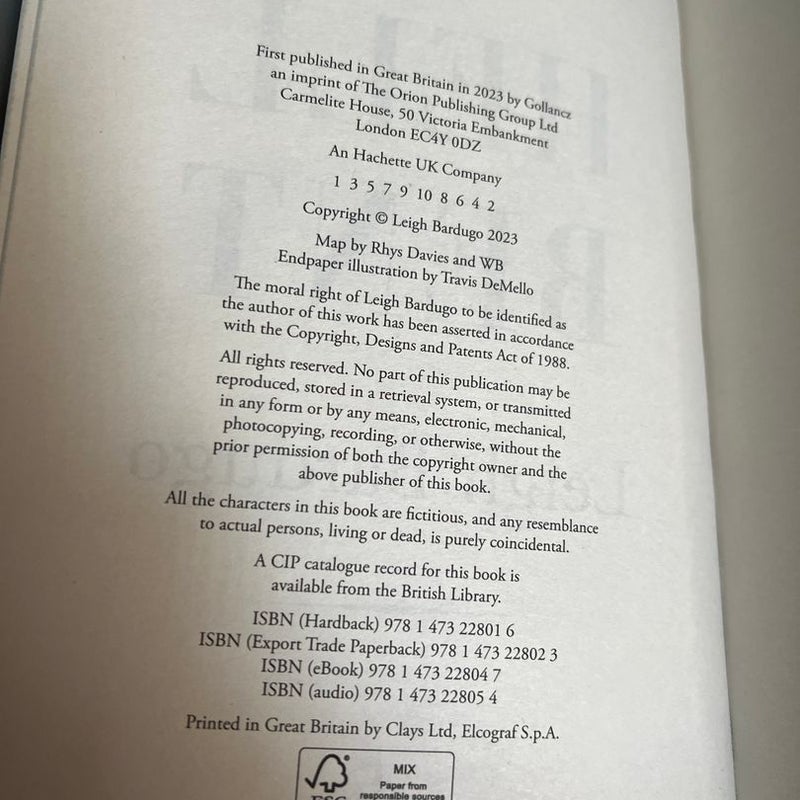 First published in Great Britain in 2023 by Gollancz
an imprint of The Orion Publishing Group Ltd
Carmelite House, 50 Victoria Embankment
London EC4Y 0DZ
An Hachette UK Company
1 3 5 7 9 10 8 6 4 2
Copyright © Leigh Bardugo 2023
Map by Rhys Davies and WB
Endpaper illustration by Travis DeMello
The moral right of Leigh Bardugo to be identified as
the author of this work has been asserted in accordance
with the Copyright, Designs and Patents Act of 1988.
All rights reserved. No part of this publication may be
reproduced, stored in a retrieval system, or transmitted
in any form or by any means, electronic, mechanical,
photocopying, recording, or otherwise, without the
prior permission of both the copyright owner and the
above publisher of this book.
All the characters in this book are fictitious, and any resemblance
to actual persons, living or dead, is purely coincidental.
A CIP catalogue record for this book is
available from the British Library.
ISBN (Hardback) 978 1 473 22801 6
ISBN (Export Trade Paperback) 978 1 473 22802 3
ISBN (eBook) 978 1 473 22804 7
ISBN (audio) 978 1 473 22805 4
Printed in Great Britain by Clays Ltd, Elcograf S.p.A.
MIX
Paper from
responsible sources
FSC